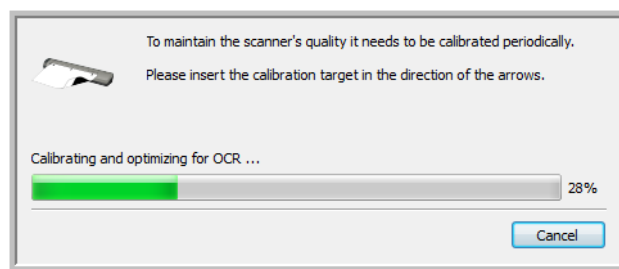 To maintain the scanner's quality it needs to be calibrated periodically.
Please insert the calibration target in the direction of the arrows.
Calibrating and optimizing for OCR ...
28%
Cancel